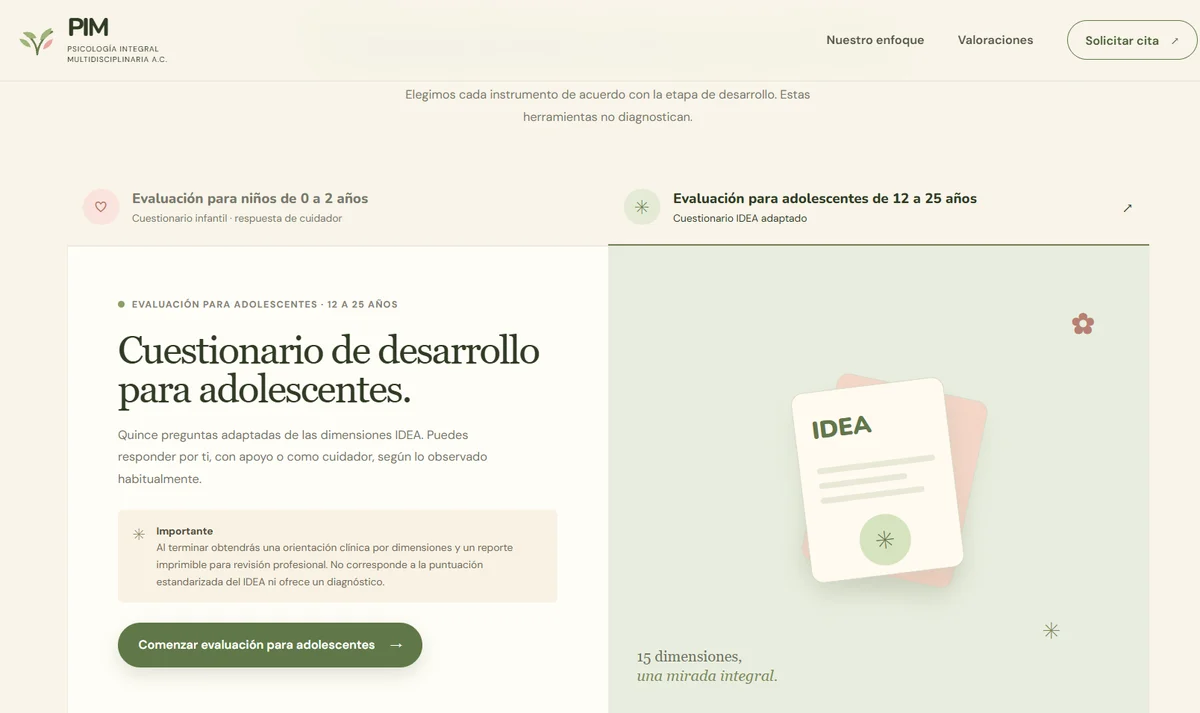 PIM
PSICOLOGÍA INTEGRAL
MULTIDISCIPLINARIA A.C.
Nuestro enfoque
Valoraciones
Solicitar cita ↗
Elegimos cada instrumento de acuerdo con la etapa de desarrollo. Estas
herramientas no diagnostican.
Evaluación para niños de 0 a 2 años
Cuestionario infantil · respuesta de cuidador
Evaluación para adolescentes de 12 a 25 años
Cuestionario IDEA adaptado
↗
EVALUACIÓN PARA ADOLESCENTES · 12 A 25 AÑOS
Cuestionario de desarrollo
para adolescentes.
Quince preguntas adaptadas de las dimensiones IDEA. Puedes
responder por ti, con apoyo o como cuidador, según lo observado
habitualmente.
Importante
Al terminar obtendrás una orientación clínica por dimensiones y un reporte
imprimible para revisión profesional. No corresponde a la puntuación
estandarizada del IDEA ni ofrece un diagnóstico.
Comenzar evaluación para adolescentes →
IDEA
15 dimensiones,
una mirada integral.